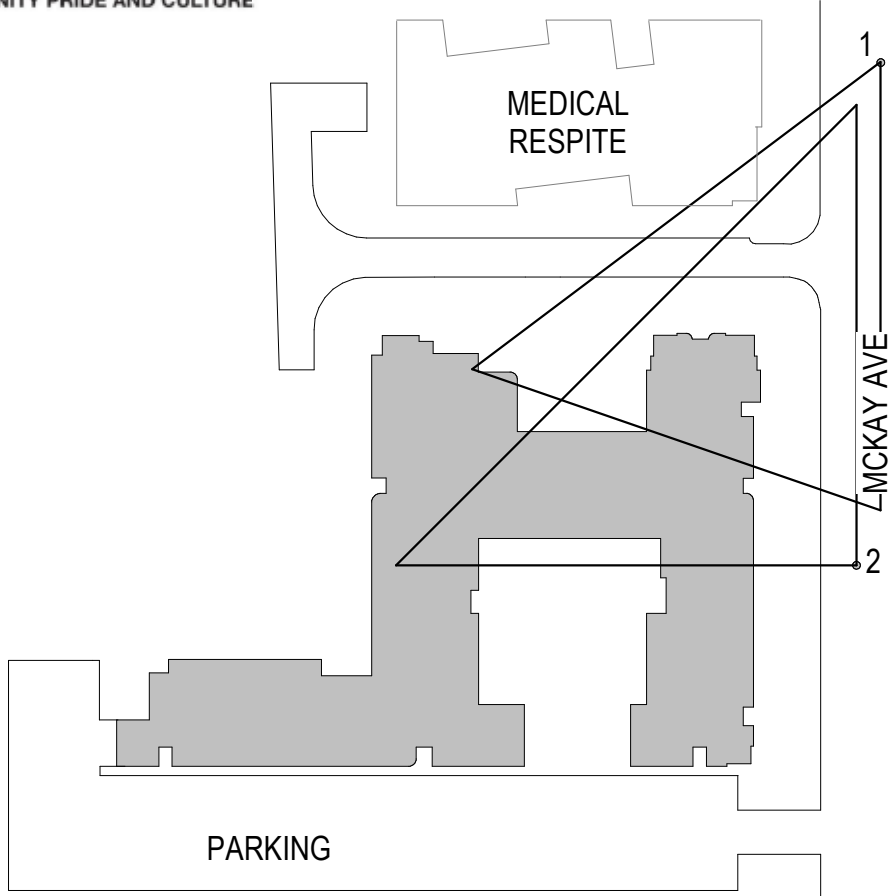 NITY PRIDE AND CULTURE
1
MEDICAL
RESPITE
MCKAY AVE
2
PARKING